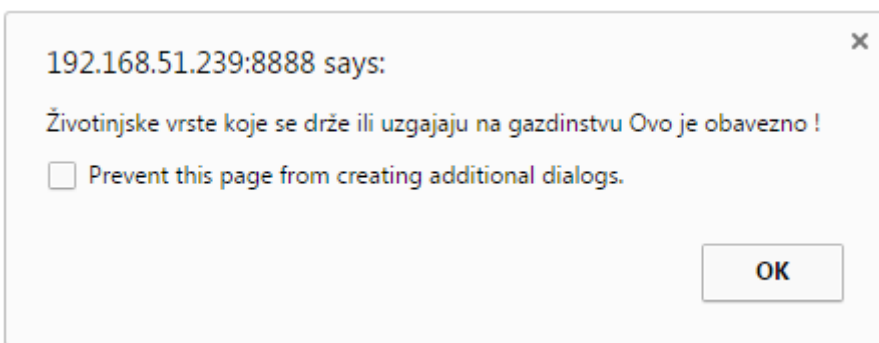 192.168.51.239:8888 says:
Životinjske vrste koje se drže ili uzgajaju na gazdinstvu Ovo je obavezno !
Prevent this page from creating additional dialogs.
OK